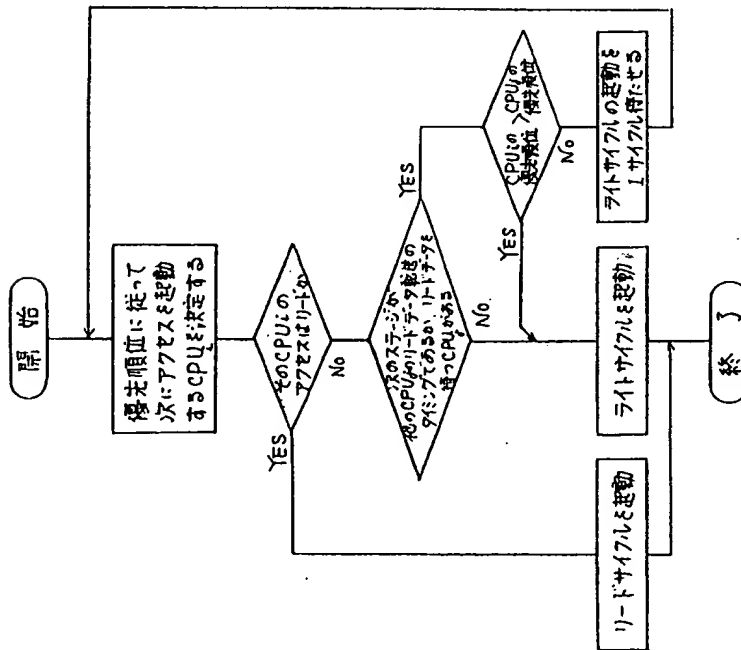 開始
優先順位に従って
次にアクセスを起動
するCPUiを決定する
そのCPUiの
アクセスはリードか
YES
NO
次のステージが
他のCPUjのリードデータ転送の
タイミングであるか、リードデータを
待つCPUjがある
YES
NO
CPUiの
優先順位
>
CPUjの
優先順位
YES
NO
リードサイクルを起動
ライトサイクルを起動
ライトサイクルの起動を
1サイクル待たせる
終了